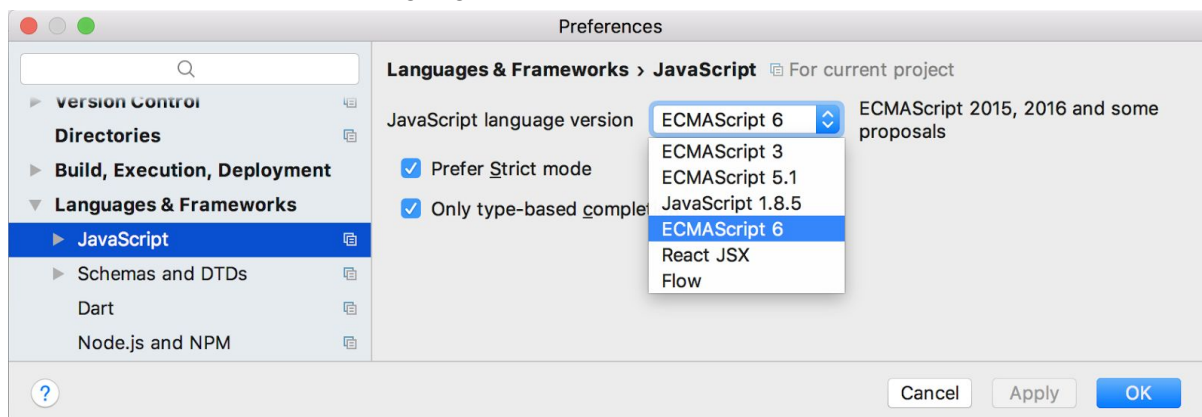 Preferences
Languages & Frameworks › JavaScript For current project
Version Control
Directories
Build, Execution, Deployment
Languages & Frameworks
JavaScript
Schemas and DTDs
Dart
Node.js and NPM
JavaScript language version ECMAScript 6 ECMAScript 2015, 2016 and some
proposals
Prefer Strict mode
Only type-based
ECMAScript 3
ECMAScript 5.1
JavaScript 1.8.5
ECMAScript 6
React JSX
Flow
?
Cancel Apply OK